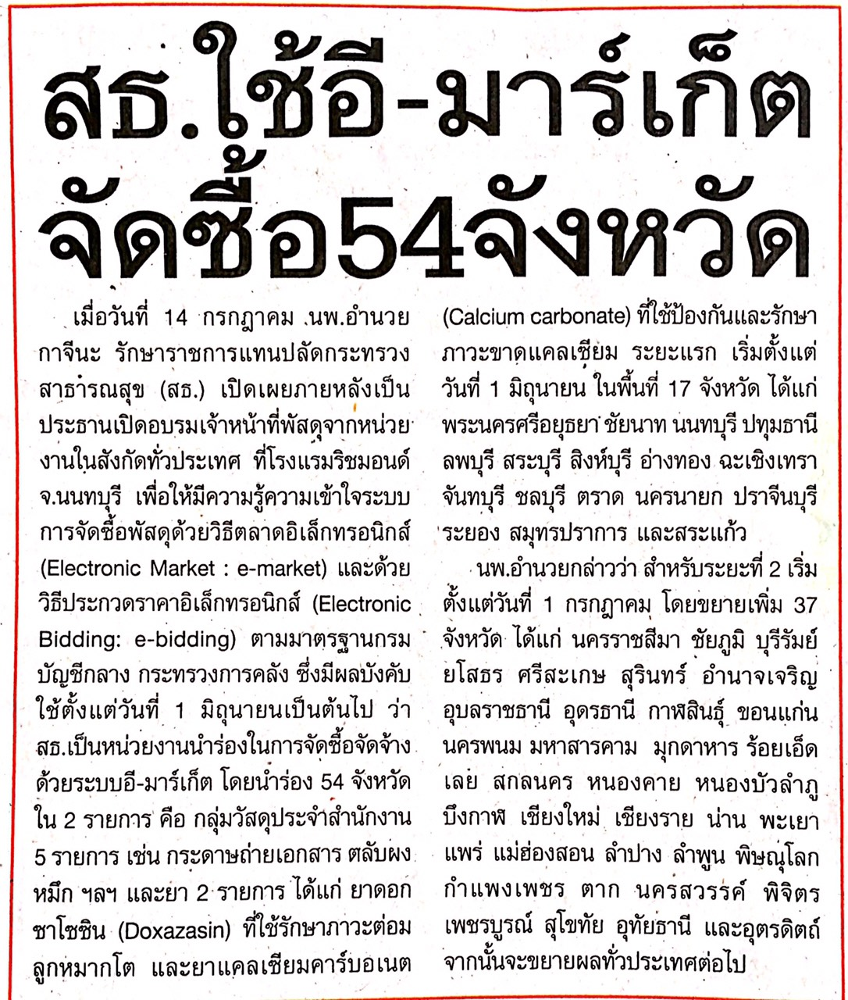 สธ.ใช้อี-มาร์เก็ต
จัดซื้อ54จังหวัด
เมื่อวันที่ 14 กรกฎาคม นพ.อำนวย
กาจีนะ รักษาราชการแทนปลัดกระทรวง
สาธารณสุข (สธ.) เปิดเผยภายหลังเป็น
ประธานเปิดอบรมเจ้าหน้าที่พัสดุจากหน่วย
งานในสังกัดทั่วประเทศ ที่โรงแรมริชมอนด์
จ.นนทบุรี เพื่อให้มีความรู้ความเข้าใจระบบ
การจัดซื้อพัสดุด้วยวิธีตลาดอิเล็กทรอนิกส์
(Electronic Market : e-market) และด้วย
วิธีประกวดราคาอิเล็กทรอนิกส์ (Electronic
Bidding: e-bidding) ตามมาตรฐานกรม
บัญชีกลาง กระทรวงการคลัง ซึ่งมีผลบังคับ
ใช้ตั้งแต่วันที่ 1 มิถุนายนเป็นต้นไป ว่า
สธ.เป็นหน่วยงานนำร่องในการจัดซื้อจัดจ้าง
ด้วยระบบอี-มาร์เก็ต โดยนำร่อง 54 จังหวัด
ใน 2 รายการ คือ กลุ่มวัสดุประจำสำนักงาน
5 รายการ เช่น กระดาษถ่ายเอกสาร ตลับผง
หมึก ฯลฯ และยา 2 รายการ ได้แก่ ยาดอก
ซาโซซิน (Doxazasin) ที่ใช้รักษาภาวะต่อม
ลูกหมากโต และยาแคลเซียมคาร์บอเนต
(Calcium carbonate) ที่ใช้ป้องกันและรักษา
ภาวะขาดแคลเซียม ระยะแรก เริ่มตั้งแต่
วันที่ 1 มิถุนายน ในพื้นที่ 17 จังหวัด ได้แก่
พระนครศรีอยุธยา ชัยนาท นนทบุรี ปทุมธานี
ลพบุรี สระบุรี สิงห์บุรี อ่างทอง ฉะเชิงเทรา
จันทบุรี ชลบุรี ตราด นครนายก ปราจีนบุรี
ระยอง สมุทรปราการ และสระแก้ว
นพ.อำนวยกล่าวว่า สำหรับระยะที่ 2 เริ่ม
ตั้งแต่วันที่ 1 กรกฎาคม โดยขยายเพิ่ม 37
จังหวัด ได้แก่ นครราชสีมา ชัยภูมิ บุรีรัมย์
ยโสธร ศรีสะเกษ สุรินทร์ อำนาจเจริญ
อุบลราชธานี อุดรธานี กาฬสินธุ์ ขอนแก่น
นครพนม มหาสารคาม มุกดาหาร ร้อยเอ็ด
เลย สกลนคร หนองคาย หนองบัวลำภู
บึงกาฬ เชียงใหม่ เชียงราย น่าน พะเยา
แพร่ แม่ฮ่องสอน ลำปาง ลำพูน พิษณุโลก
กำแพงเพชร ตาก นครสวรรค์ พิจิตร
เพชรบูรณ์ สุโขทัย อุทัยธานี และอุตรดิตถ์
จากนั้นจะขยายผลทั่วประเทศต่อไป